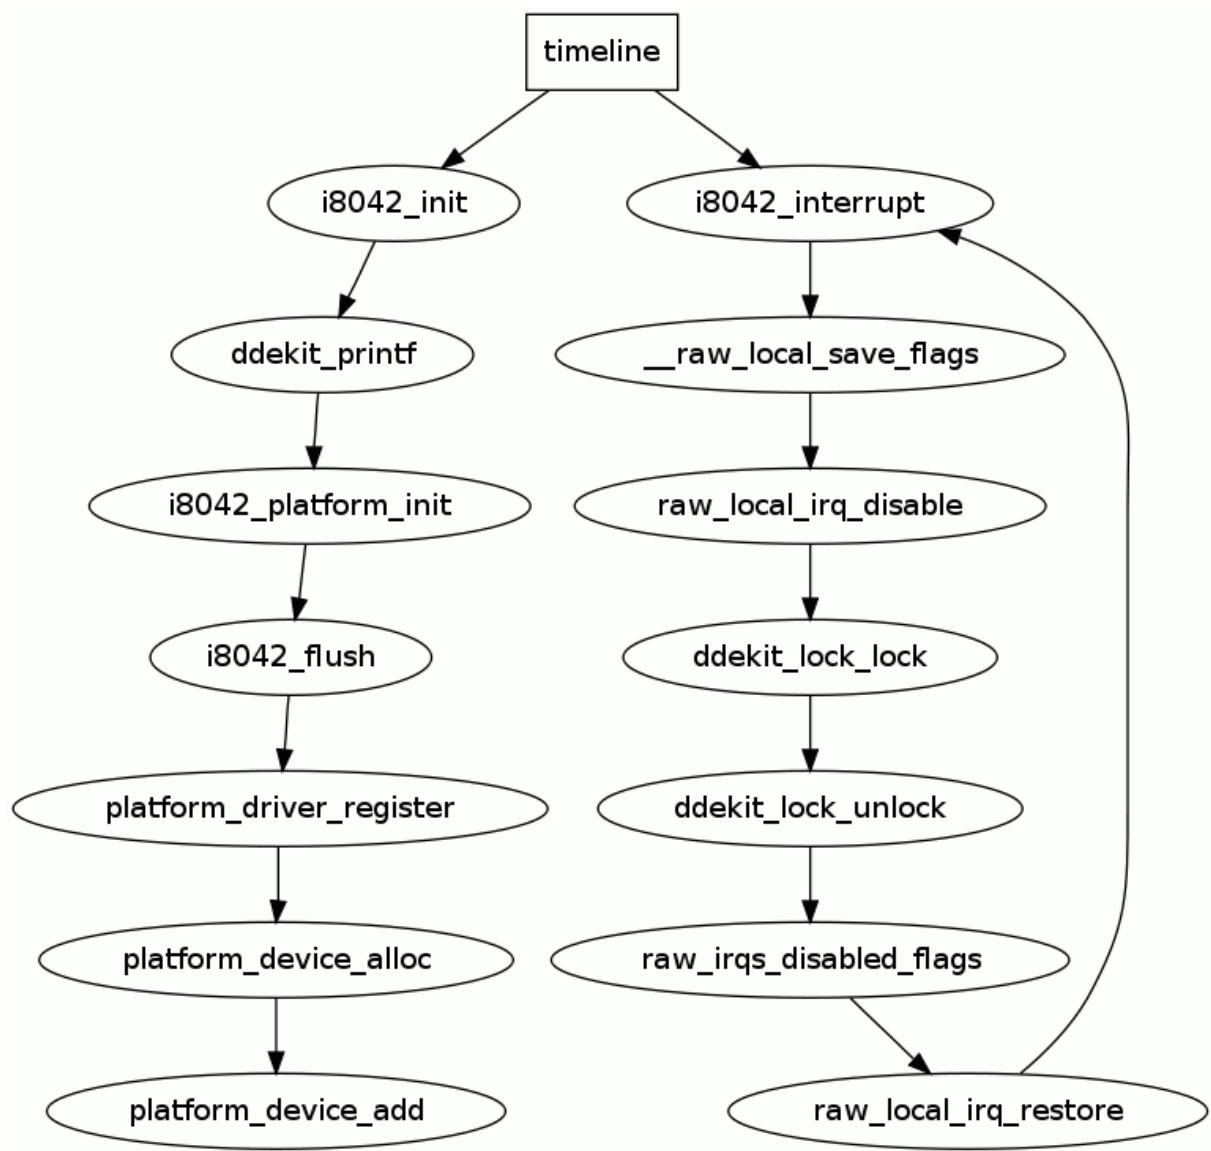 timeline
i8042_init
i8042_interrupt
ddekit_printf
__raw_local_save_flags
i8042_platform_init
raw_local_irq_disable
i8042_flush
ddekit_lock_lock
platform_driver_register
ddekit_lock_unlock
platform_device_alloc
raw_irqs_disabled_flags
platform_device_add
raw_local_irq_restore